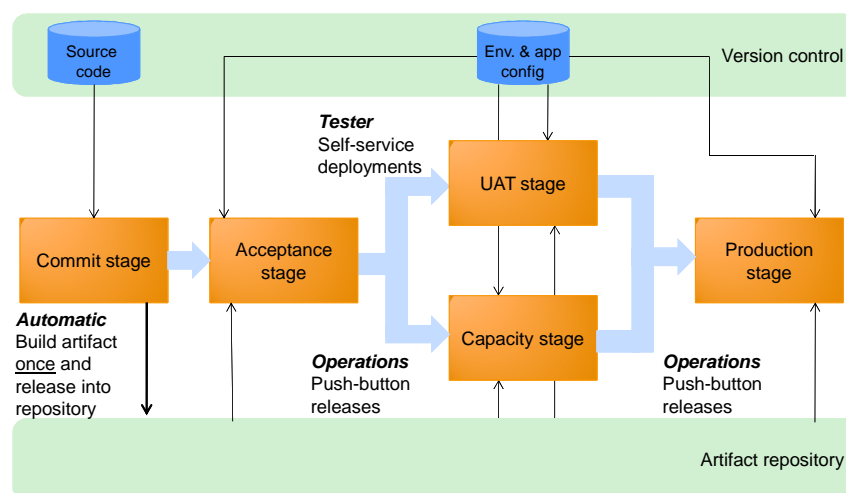 Source
code
Env. & app
config
Version control
Tester
Self-service
deployments
UAT stage
Commit stage
Acceptance
stage
Production
stage
Capacity stage
Automatic
Build artifact
once and
release into
repository
Operations
Push-button
releases
Operations
Push-button
releases
Artifact repository